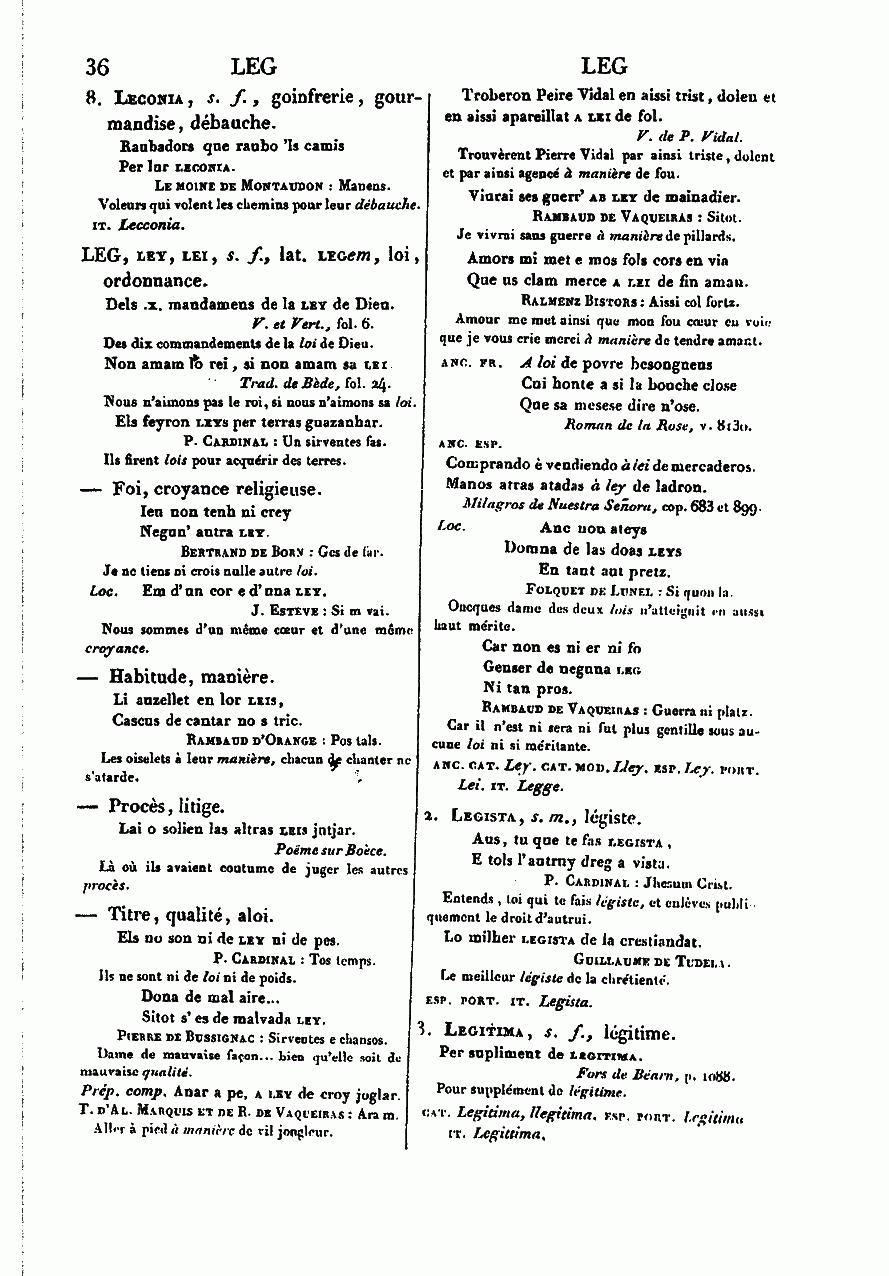 36 LEG LEG
8. Leconia, s. f., goinfrerie, gour-
mandise, débauche.
Raubadors que raubo 'ls camis
Per lur leconia.
Le moine de Montaudon : Manens.
Voleurs qui volent les chemins pour leur débauche.
it. Lecconia.
LEG, ley, lei, s. f., lat. legem, loi,
ordonnance.
Dels .x. mandamens de la ley de Dieu.
V. et Vert., fol. 6.
Des dix commandements de la loi de Dieu.
Non amam lo rei, si non amam sa lei
Trad. de Bède, fol. 24.
Nous n'aimons pas le roi, si nous n'aimons sa loi.
Els feyron leys per terras guazanhar.
P. Cardinal : Un sirventes fas.
Ils firent lois pour acquérir des terres.
— Foi, croyance religieuse.
Ieu non tenh ni crey
Negun' autra ley.
Bertrand de Born : Ges de far.
Je ne tiens ni crois nulle autre loi.
Loc. Em d'un cor e d'una ley.
J. Estève : Si m vai.
Nous sommes d'un même cœur et d'une même
croyance.
— Habitude, manière.
Li auzellet en lor leis,
Cascus de cantar no s tric.
Rambaud d'Orange : Pos tals.
Les oiselets à leur manière, chacun de chanter ne
s'atarde.
— Procès, litige.
Lai o solien las altras leis jutjar.
Poëme sur Boèce.
Là où ils avaient coutume de juger les autres
procès.
— Titre, qualité, aloi.
Els no son ni de ley ni de pes.
P. Cardinal : Tos temps.
Ils ne sont ni de loi ni de poids.
Dona de mal aire...
Sitot s' es de malvada ley.
Pierre de Bussignac : Sirventes e chansos.
Dame de mauvaise façon... bien qu'elle soit de
mauvaise qualité.
Prép. comp. Anar a pe, a ley de croy juglar.
T. d'Al. Marquis et de R. de Vaqueiras : Ara m.
Aller à pied à manière de vil jongleur.
Troberon Peire Vidal en aissi trist, dolen et
en aissi apareillat a lei de fol.
V. de P. Vidal.
Trouvèrent Pierre Vidal par ainsi triste, dolent
et par ainsi agencé à manière de fou.
Viurai ses guerr' ab ley de mainadier.
Rambaud de Vaqueiras : Sitot.
Je vivrai sans guerre à manière de pillards.
Amors mi met e mos fols cors en via
Que us clam merce a lei de fin aman.
Ralmenz Bistors : Aissi col fortz.
Amour me met ainsi que mon fou cœur en voie
que je vous crie merci à manière de tendre amant.
anc. fr. A loi de povre besongneus
Cui honte a si la bouche close
Que sa mesese dire n'ose.
Roman de la Rose, v. 8130.
anc. esp.
Comprando è vendiendo à lei de mercaderos.
Manos atras atadas à ley de ladron.
Milagros de Nuestra Señora, cop. 683 et 899.
Loc. Anc non ateys
Domna de las doas leys
En tant aut pretz.
Folquet de Lunel : Si quon la.
Oncques dame des deux lois n'atteignit en aussi
haut mérite.
Car non es ni er ni fo
Genser de neguna leg
Ni tan pros.
Rambaud de Vaqueiras : Guerra ni platz.
Car il n'est ni sera ni fut plus gentille sous au-
cune loi ni si méritante.
anc. cat. Ley. cat. mod. Lley. esp. Ley. port.
Lei. it. Legge.
2. Legista, s. m., légiste.
Aus, tu que te fas legista,
E tols l'autruy dreg a vista.
P. Cardinal : Jhesum Crist.
Entends, toi qui te fais légiste, et enlèves publi-
quement le droit d'autrui.
Lo milher legista de la crestiandat.
Guillaume de Tudela.
Le meilleur légiste de la chrétienté.
esp. port. it. Legista.
3. Legitima, s. f., légitime.
Per supliment de legitima.
Fors de Béarn, p. 1088.
Pour supplément de légitime.
cat. Legitima, llegitima. esp. port. Legitima
it. Legittima.